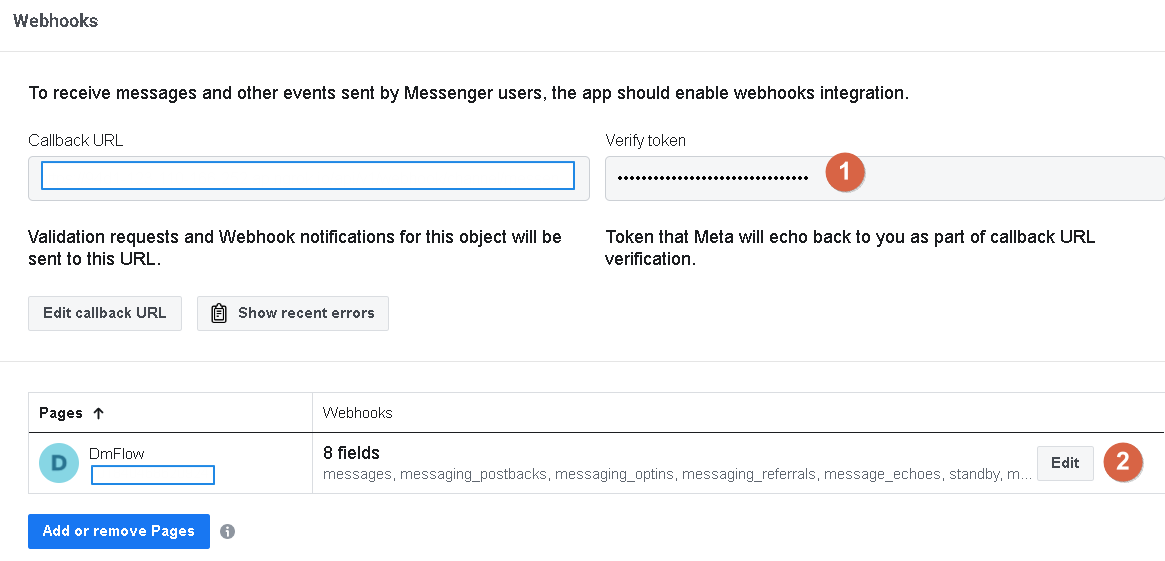 Webhooks
To receive messages and other events sent by Messenger users, the app should enable webhooks integration.
Callback URL
Verify token
••••••••••••••••••••••••••••••••
1
Validation requests and Webhook notifications for this object will be
sent to this URL.
Token that Meta will echo back to you as part of callback URL
verification.
Edit callback URL
Show recent errors
Pages ↑
Webhooks
D
DmFlow
8 fields
messages, messaging_postbacks, messaging_optins, messaging_referrals, message_echoes, standby, m...
Edit
2
Add or remove Pages
i